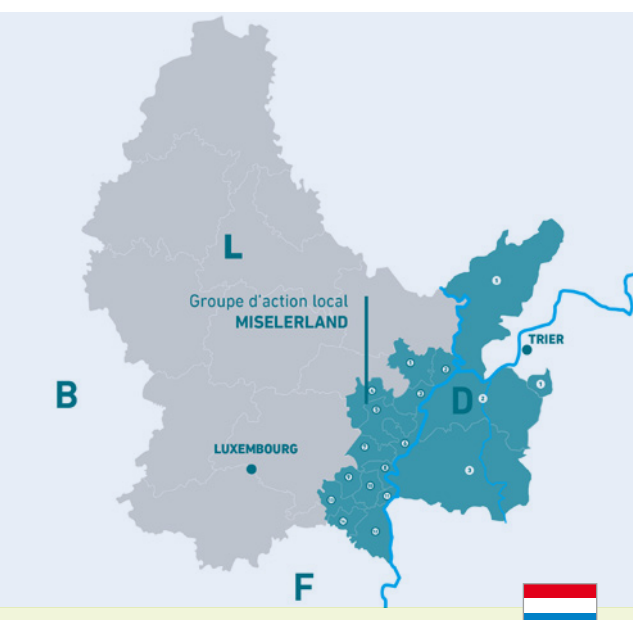 L
Groupe d'action local
MISELERLAND
TRIER
B
D
LUXEMBOURG
F